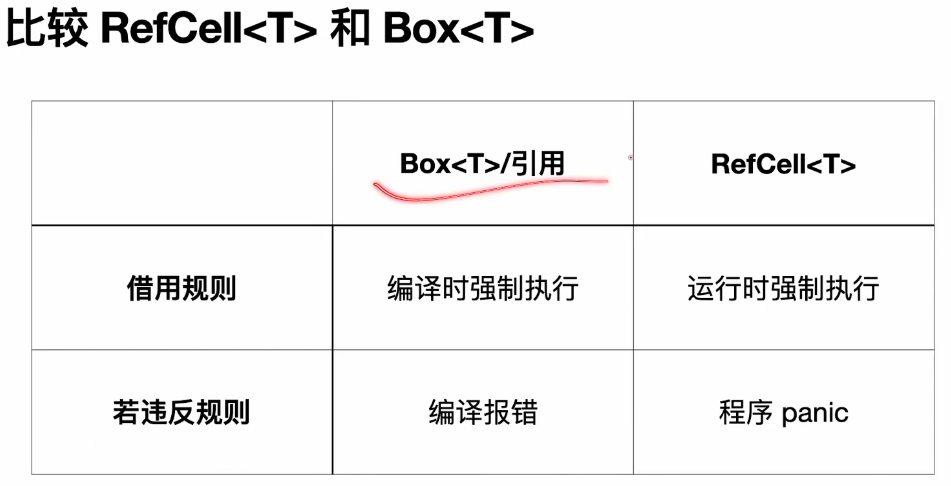 比较 RefCell<T> 和 Box<T>
Box<T>/引用
RefCell<T>
借用规则
编译时强制执行
运行时强制执行
若违反规则
编译报错
程序 panic